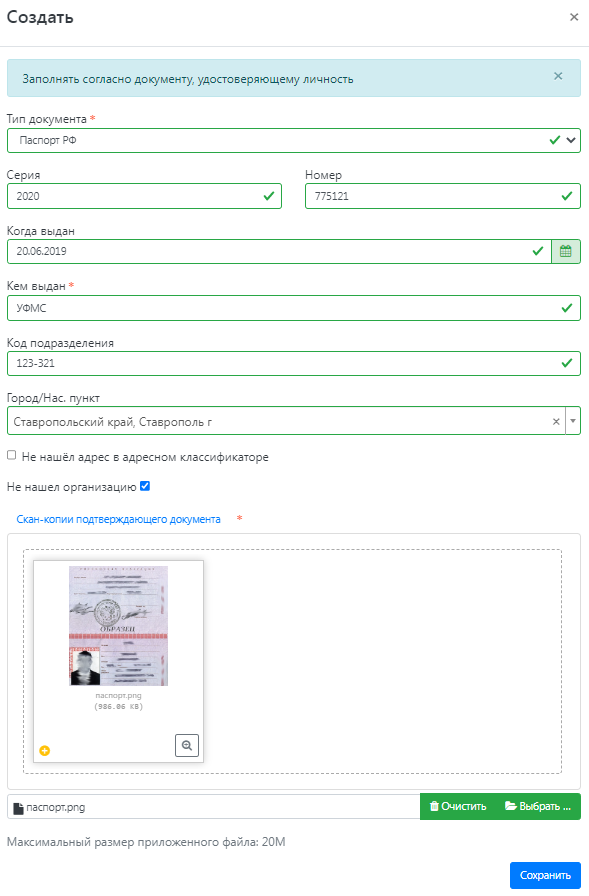 Создать
Заполнять согласно документу, удостоверяющему личность
Тип документа *
Паспорт РФ
Серия
Номер
2020
775121
Когда выдан
20.06.2019
Кем выдан *
УФМС
Код подразделения
123-321
Город/Нас. пункт
Ставропольский край, Ставрополь г
Не нашёл адрес в адресном классификаторе
Не нашел организацию
Скан-копии подтверждающего документа *
ОБРАЗЕЦ
паспорт.png
(986.06 KB)
паспорт.png
Очистить
Выбрать ...
Максимальный размер приложенного файла: 20M
Сохранить